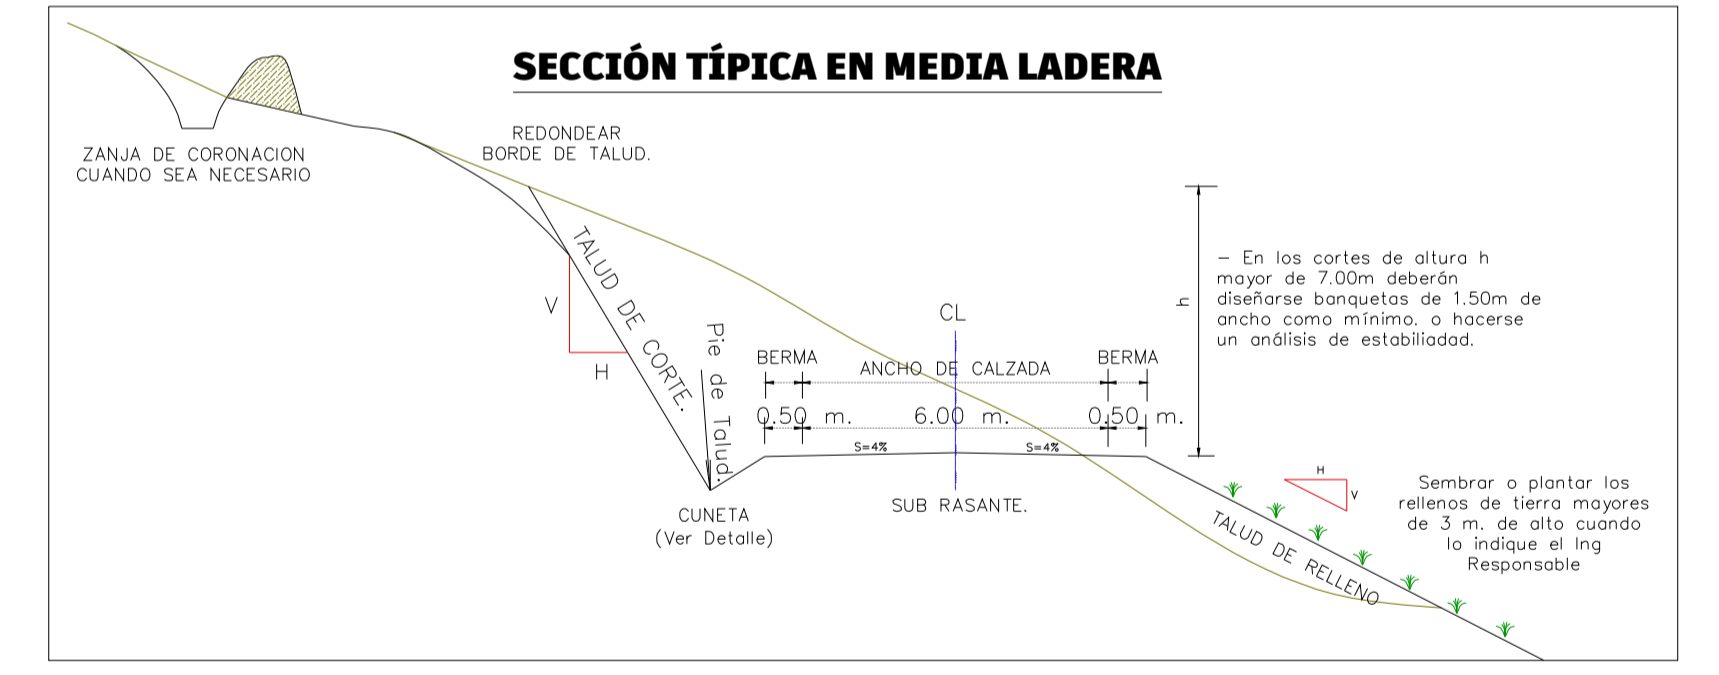 SECCIÓN TÍPICA EN MEDIA LADERA
ZANJA DE CORONACION
CUANDO SEA NECESARIO
REDONDEAR
BORDE DE TALUD.
TALUD DE CORTE.
V
H
Pie de Talud.
CL
BERMA
ANCHO DE CALZADA
BERMA
0.50 m.
6.00 m.
0.50 m.
S=4%
S=4%
SUB RASANTE.
CUNETA
(Ver Detalle)
h
– En los cortes de altura h
mayor de 7.00m deberán
diseñarse banquetas de 1.50m de
ancho como mínimo. o hacerse
un análisis de estabiliadad.
H
V
TALUD DE RELLENO
Sembrar o plantar los
rellenos de tierra mayores
de 3 m. de alto cuando
lo indique el Ing
Responsable